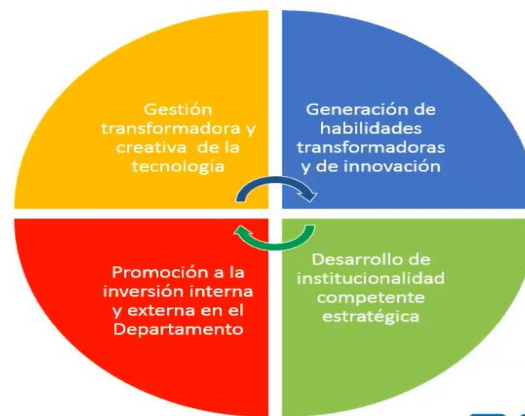 Gestión
transformadora y
creativa de la
tecnología
Generación de
habilidades
transformadoras
y de innovación
Promoción a la
inversión interna
y externa en el
Departamento
Desarrollo de
institucionalidad
competente
estratégica